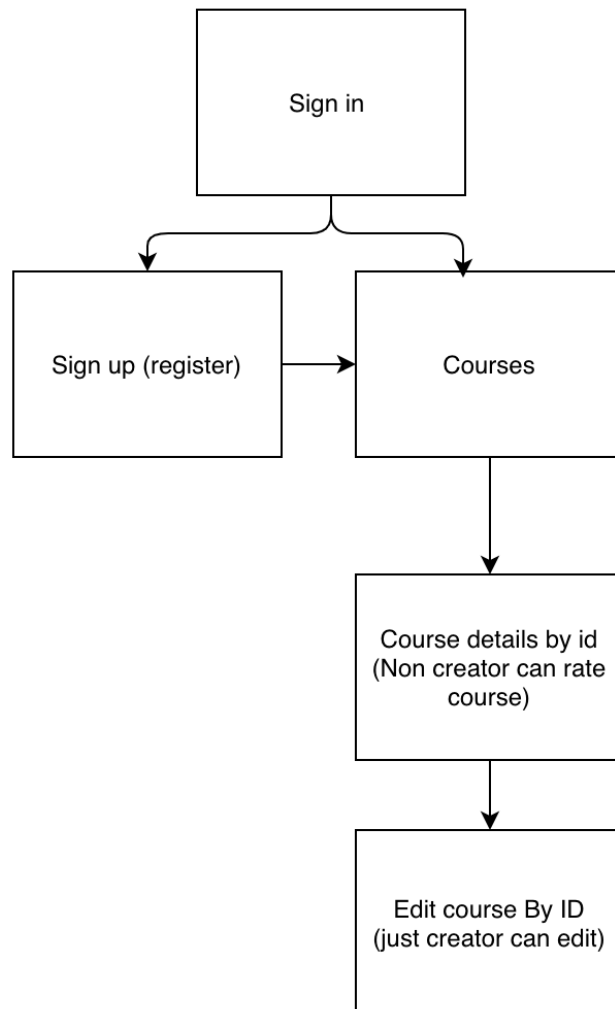 Sign in
Sign up (register)
Courses
Course details by id
(Non creator can rate
course)
Edit course By ID
(just creator can edit)